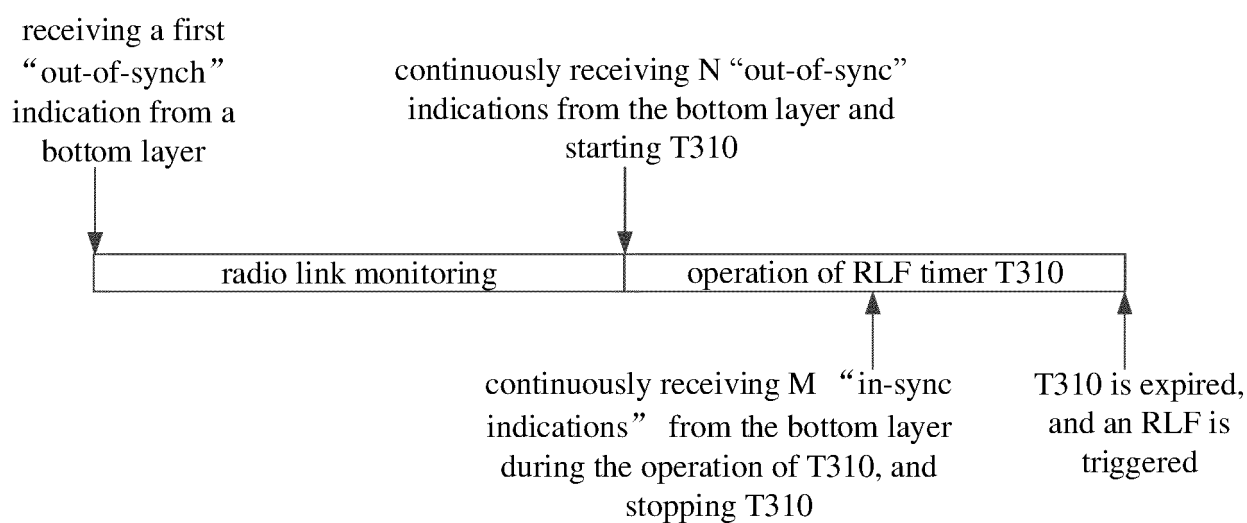 receiving a first
“out-of-synch”
indication from a
bottom layer
continuously receiving N “out-of-sync”
indications from the bottom layer and
starting T310
radio link monitoring
operation of RLF timer T310
continuously receiving M “in-sync
indications” from the bottom layer
during the operation of T310, and
stopping T310
T310 is expired,
and an RLF is
triggered